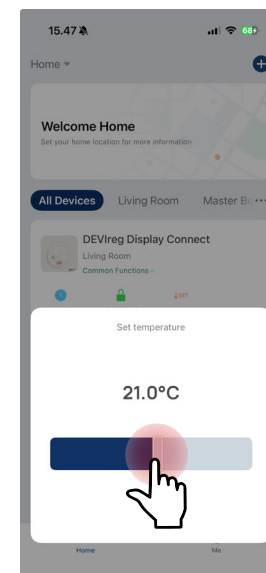 15.47
68
Home
Welcome Home
Set your home location for more information
All Devices Living Room Master B
DEVIreg Display Connect
Living Room
Common Functions
SET
Set temperature
21.0°C
Home Me